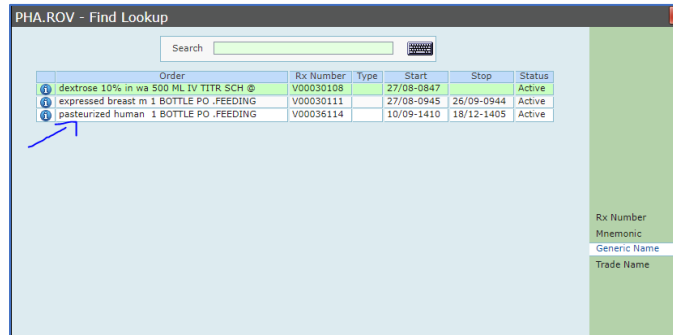 PHA.ROV - Find Lookup
Search
Order Rx Number Type Start Stop Status
dextrose 10% in wa 500 ML IV TITR SCH @ V00030108 27/08-0847 Active
expressed breast m 1 BOTTLE PO .FEEDING V00030111 27/08-0945 26/09-0944 Active
pasteurized human 1 BOTTLE PO .FEEDING V00036114 10/09-1410 18/12-1405 Active
Rx Number
Mnemonic
Generic Name
Trade Name